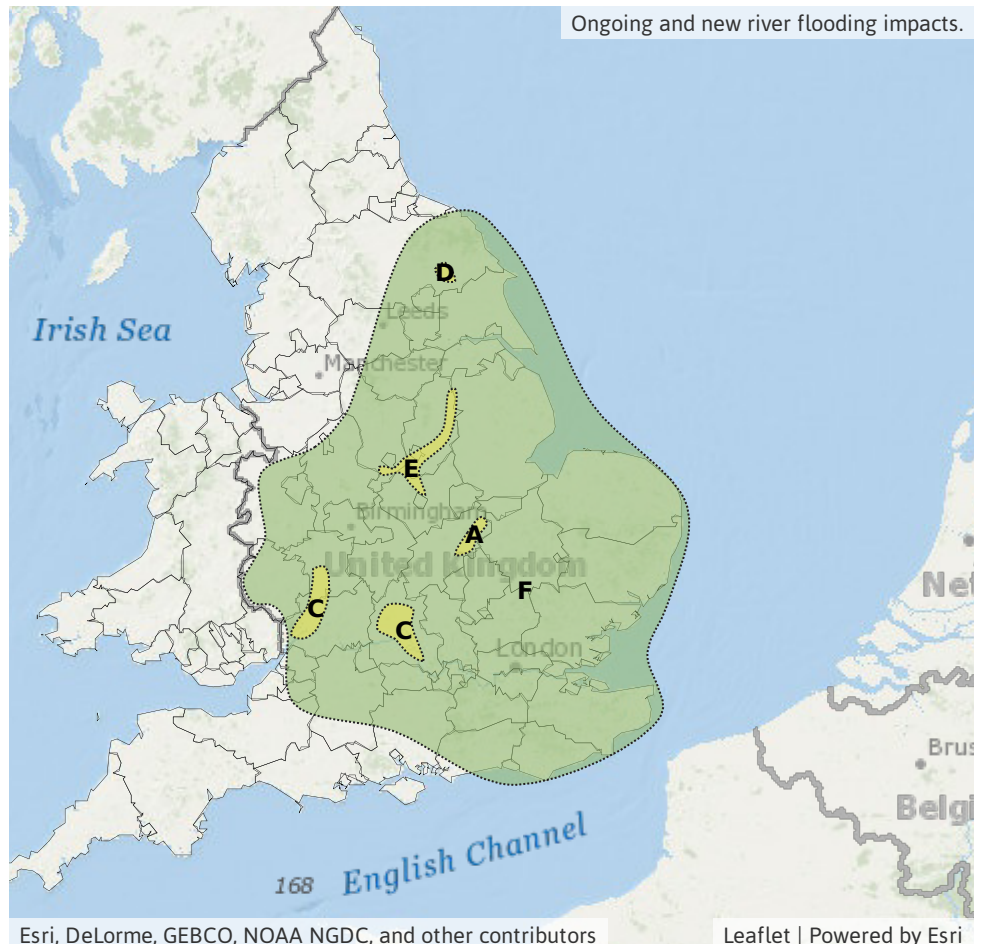 Ongoing and new river flooding impacts.
D
Leeds
Irish Sea
Manchester
E
Birmingham
A
United Kingdom
F
Net
C
C
London
Brus
Belgi
English Channel
168
Esri, DeLorme, GEBCO, NOAA NGDC, and other contributors
Leaflet | Powered by Esri